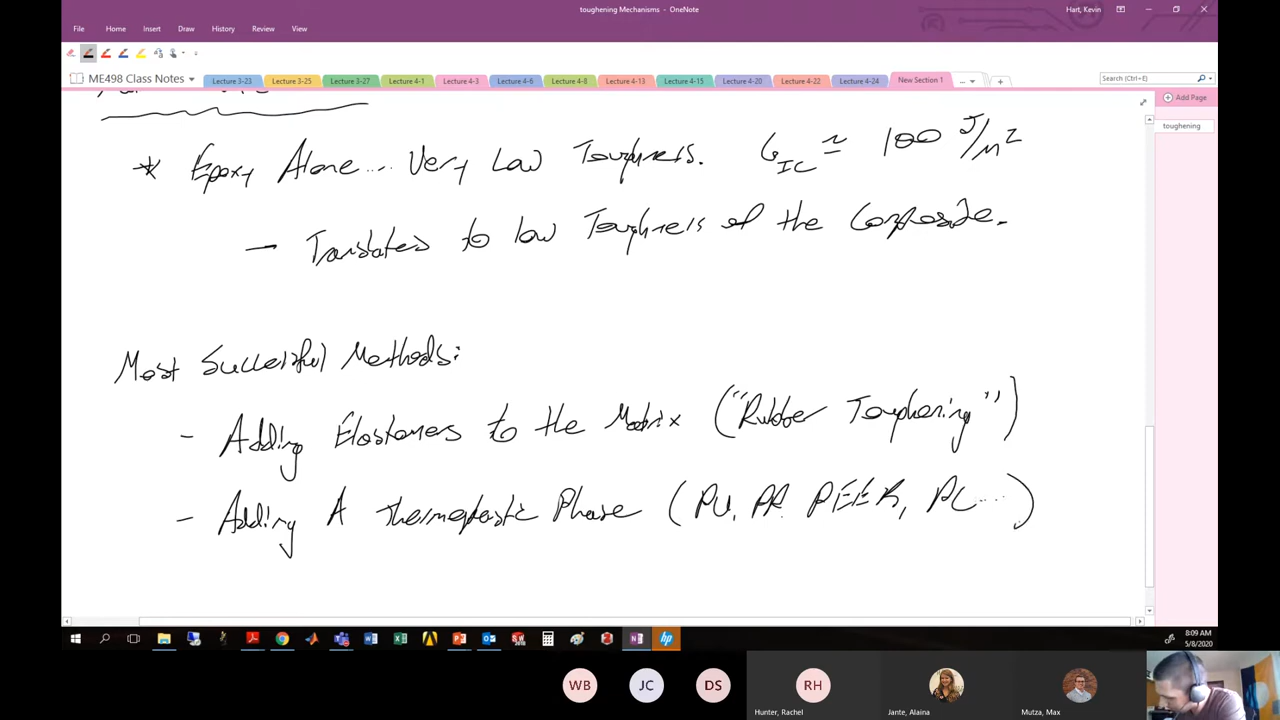 toughening Mechanisms - OneNote
Hart, Kevin
File Home Insert Draw History Review View
ME498 Class Notes
Lecture 3-23 Lecture 3-25 Lecture 3-27 Lecture 4-1 Lecture 4-3 Lecture 4-6 Lecture 4-8 Lecture 4-13 Lecture 4-15 Lecture 4-20 Lecture 4-22 Lecture 4-24 New Section 1 ...
Search (Ctrl+E)
Add Page
toughening
* Epoxy Alone... Very Low Toughness. GIC ≈ 100 J/m2
- Translates to low Toughness of the Composite.
Most Successful Methods:
- Adding Elastomers to the Matrix ("Rubber Toughening")
- Adding A thermoplastic Phase (PU, PP, PEEK, PC...)
8:09 AM
5/8/2020
WB JC DS RH
Hunter, Rachel
Jante, Alaina
Mutza, Max